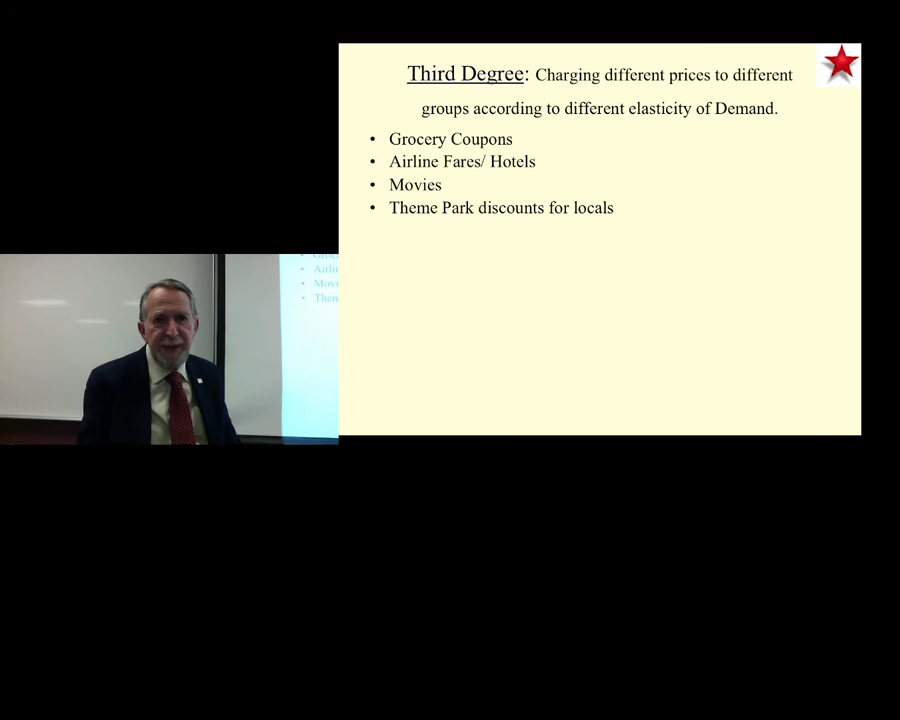 Third Degree: Charging different prices to different
groups according to different elasticity of Demand.
• Grocery Coupons
• Airline Fares/ Hotels
• Movies
• Theme Park discounts for locals